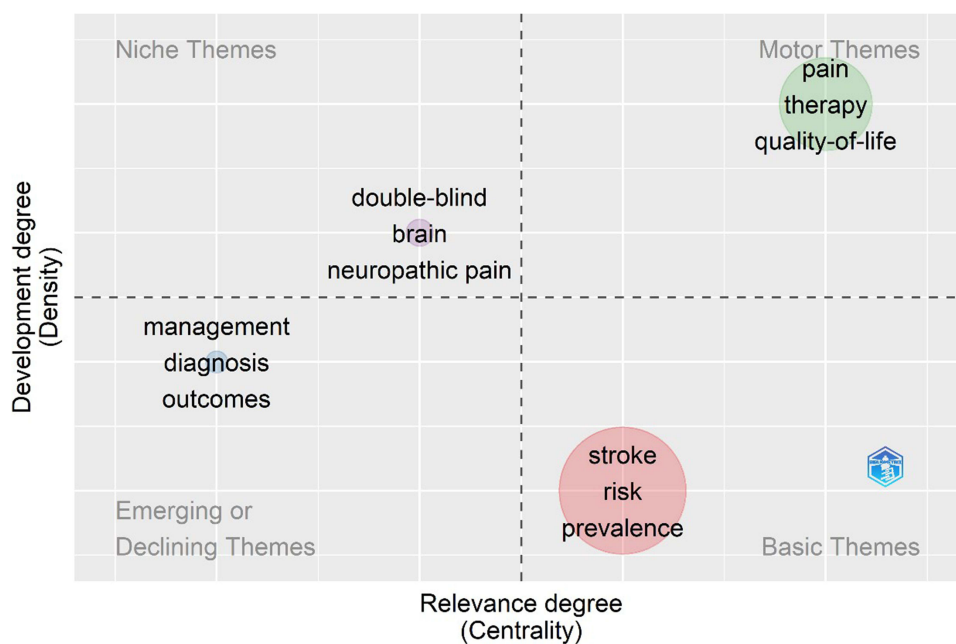 Niche Themes
Motor Themes
pain
therapy
quality-of-life
double-blind
brain
neuropathic pain
management
diagnosis
outcomes
stroke
risk
prevalence
Emerging or
Declining Themes
Basic Themes
Development degree
(Density)
Relevance degree
(Centrality)